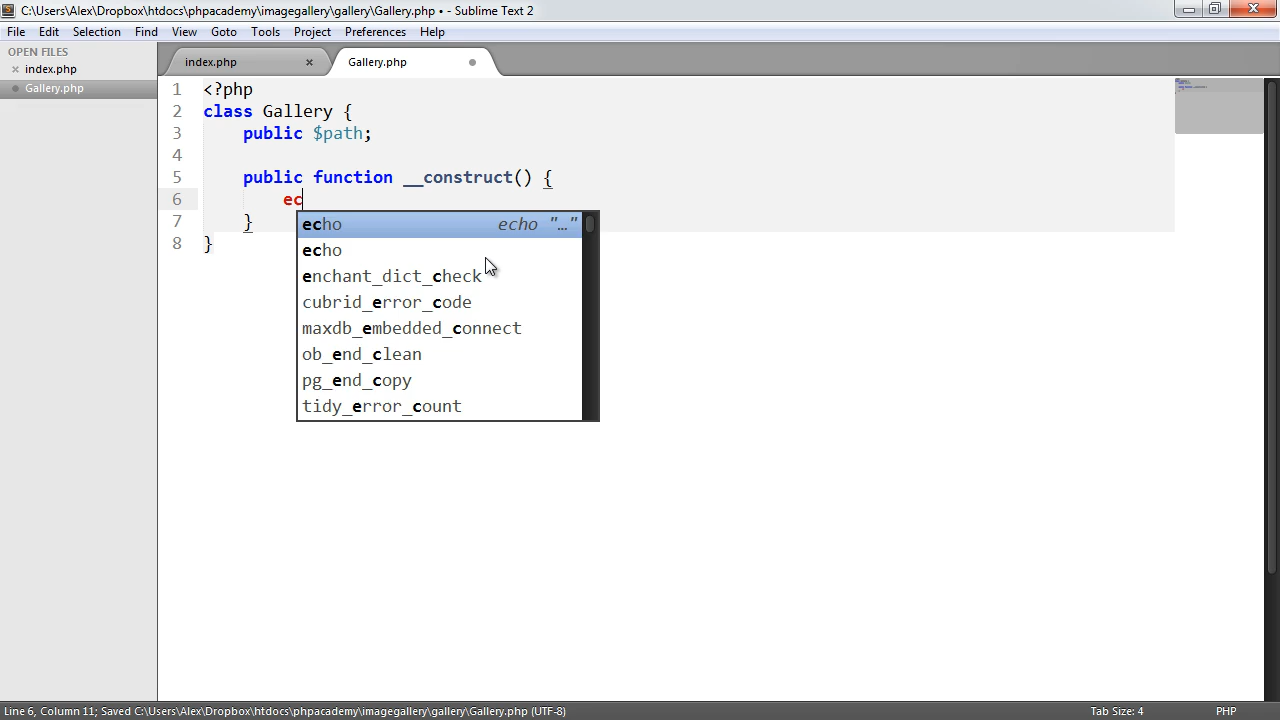 C:\Users\Alex\Dropbox\htdocs\phpacademy\imagegallery\gallery\Gallery.php • - Sublime Text 2
File Edit Selection Find View Goto Tools Project Preferences Help
OPEN FILES
index.php
Gallery.php
index.php Gallery.php
1 <?php
2 class Gallery {
3 public $path;
4
5 public function __construct() {
6 ec
7 }
8 }
echo echo "…"
echo
enchant_dict_check
cubrid_error_code
maxdb_embedded_connect
ob_end_clean
pg_end_copy
tidy_error_count
Line 6, Column 11; Saved C:\Users\Alex\Dropbox\htdocs\phpacademy\imagegallery\gallery\Gallery.php (UTF-8) Tab Size: 4 PHP